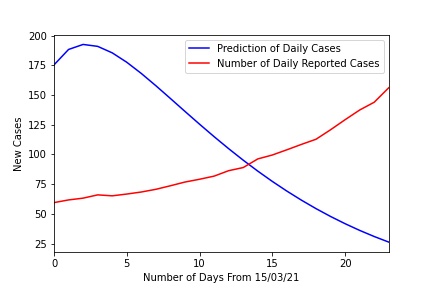 200
175
150
125
100
75
50
25
New Cases
Prediction of Daily Cases
Number of Daily Reported Cases
0 5 10 15 20
Number of Days From 15/03/21